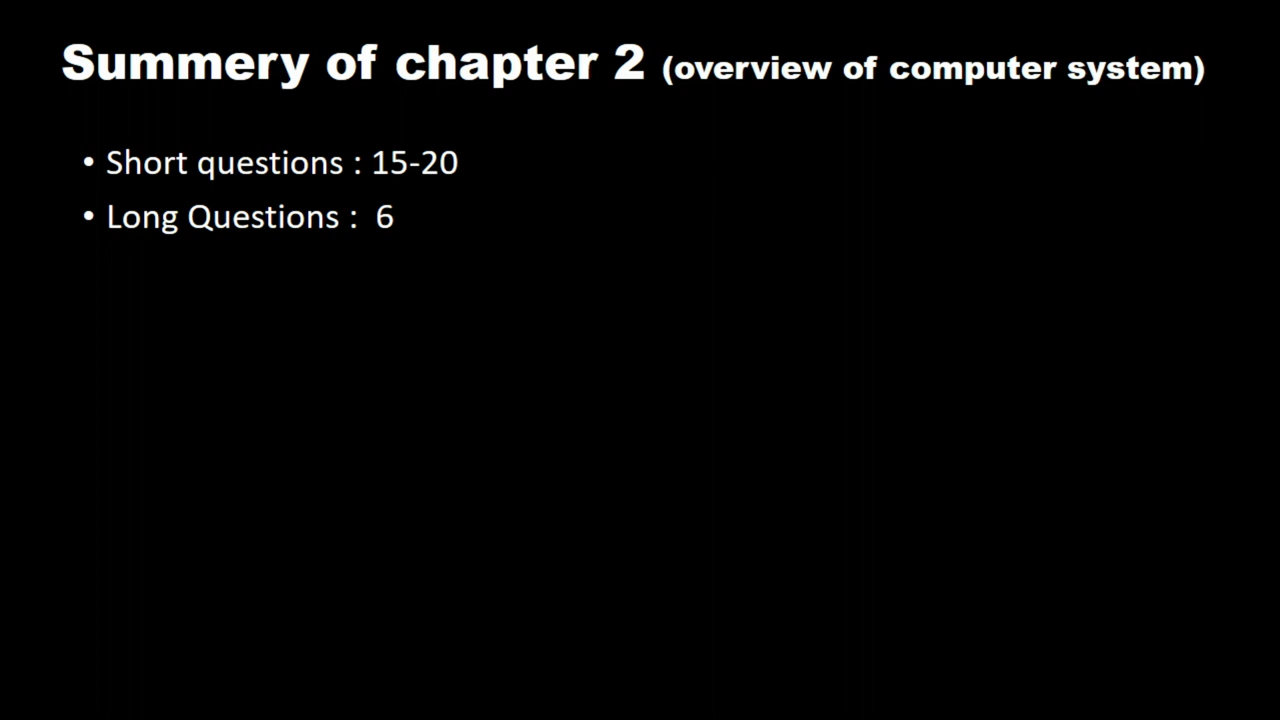 Summery of chapter 2 (overview of computer system)
• Short questions : 15-20
• Long Questions :  6